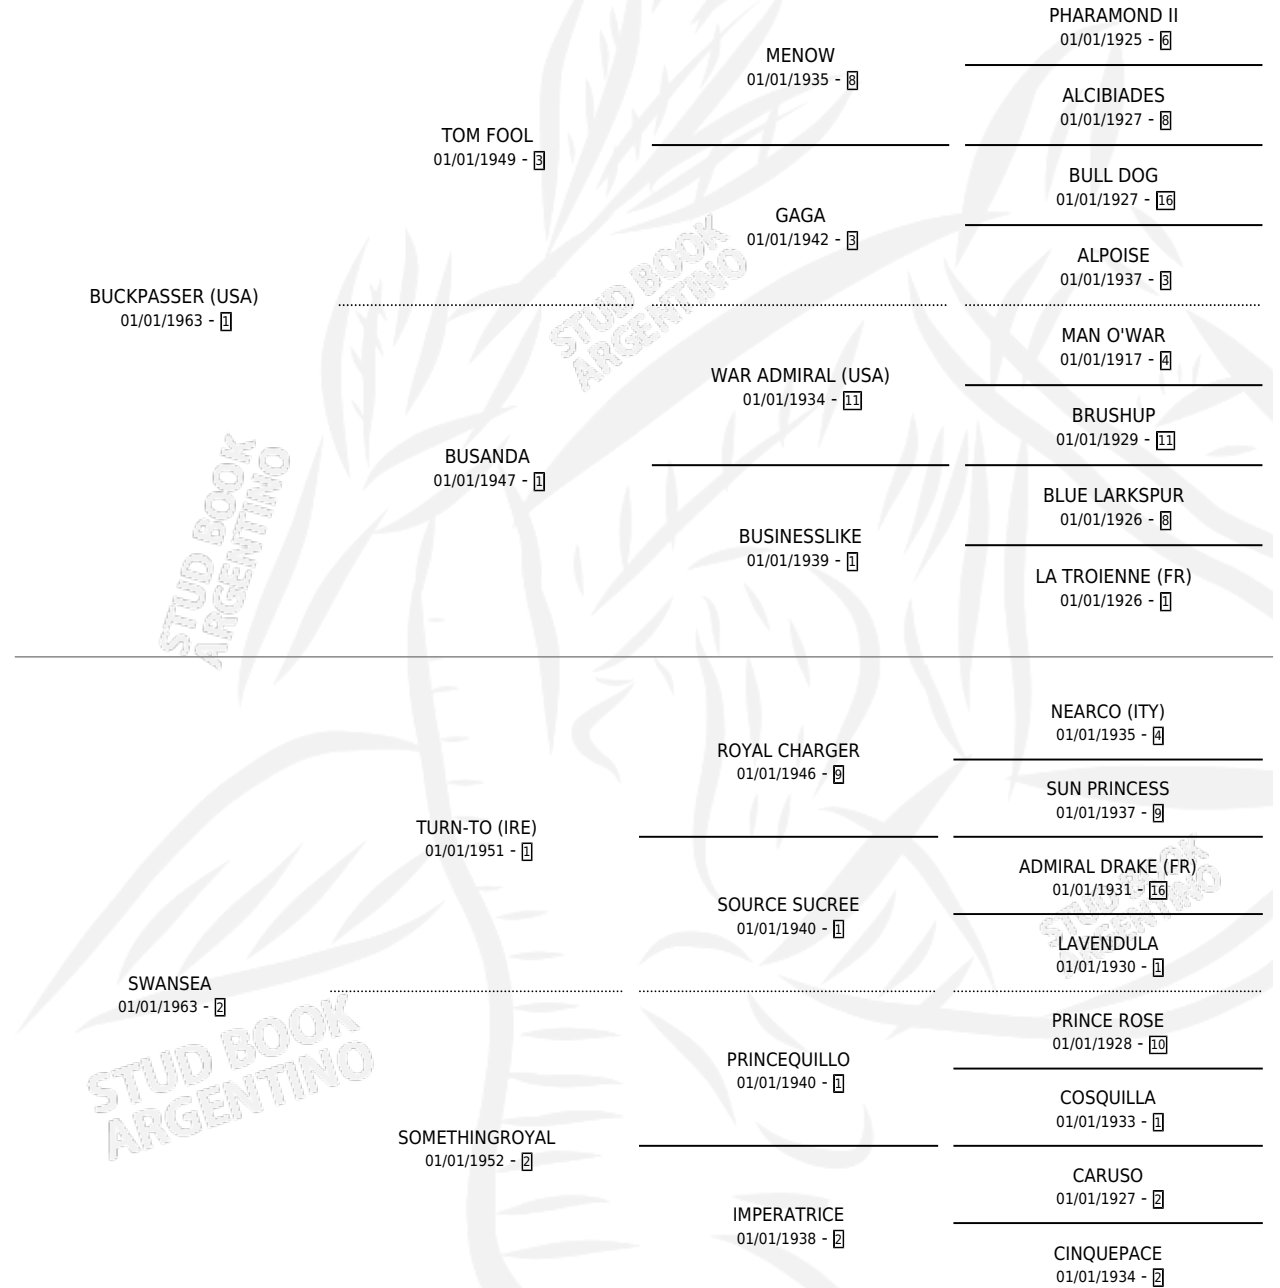 PHARAMOND II
01/01/1925 - 6
MENOW
01/01/1935 - 8
ALCIBIADES
01/01/1927 - 8
TOM FOOL
01/01/1949 - 3
BULL DOG
01/01/1927 - 16
GAGA
01/01/1942 - 3
ALPOISE
01/01/1937 - 3
BUCKPASSER (USA)
01/01/1963 - 1
MAN O'WAR
01/01/1917 - 4
WAR ADMIRAL (USA)
01/01/1934 - 11
BRUSHUP
01/01/1929 - 11
BUSANDA
01/01/1947 - 1
BLUE LARKSPUR
01/01/1926 - 8
BUSINESSLIKE
01/01/1939 - 1
LA TROIENNE (FR)
01/01/1926 - 1
NEARCO (ITY)
01/01/1935 - 4
ROYAL CHARGER
01/01/1946 - 9
SUN PRINCESS
01/01/1937 - 9
TURN-TO (IRE)
01/01/1951 - 1
ADMIRAL DRAKE (FR)
01/01/1931 - 16
SOURCE SUCREE
01/01/1940 - 1
LAVENDULA
01/01/1930 - 1
SWANSEA
01/01/1963 - 2
PRINCE ROSE
01/01/1928 - 10
PRINCEQUILLO
01/01/1940 - 1
COSQUILLA
01/01/1933 - 1
SOMETHINGROYAL
01/01/1952 - 2
CARUSO
01/01/1927 - 2
IMPERATRICE
01/01/1938 - 2
CINQUEPACE
01/01/1934 - 2
STUD BOOK
ARGENTINO
STUD BOOK
ARGENTINO
STUD BOOK
ARGENTINO
STUD BOOK
ARGENTINO